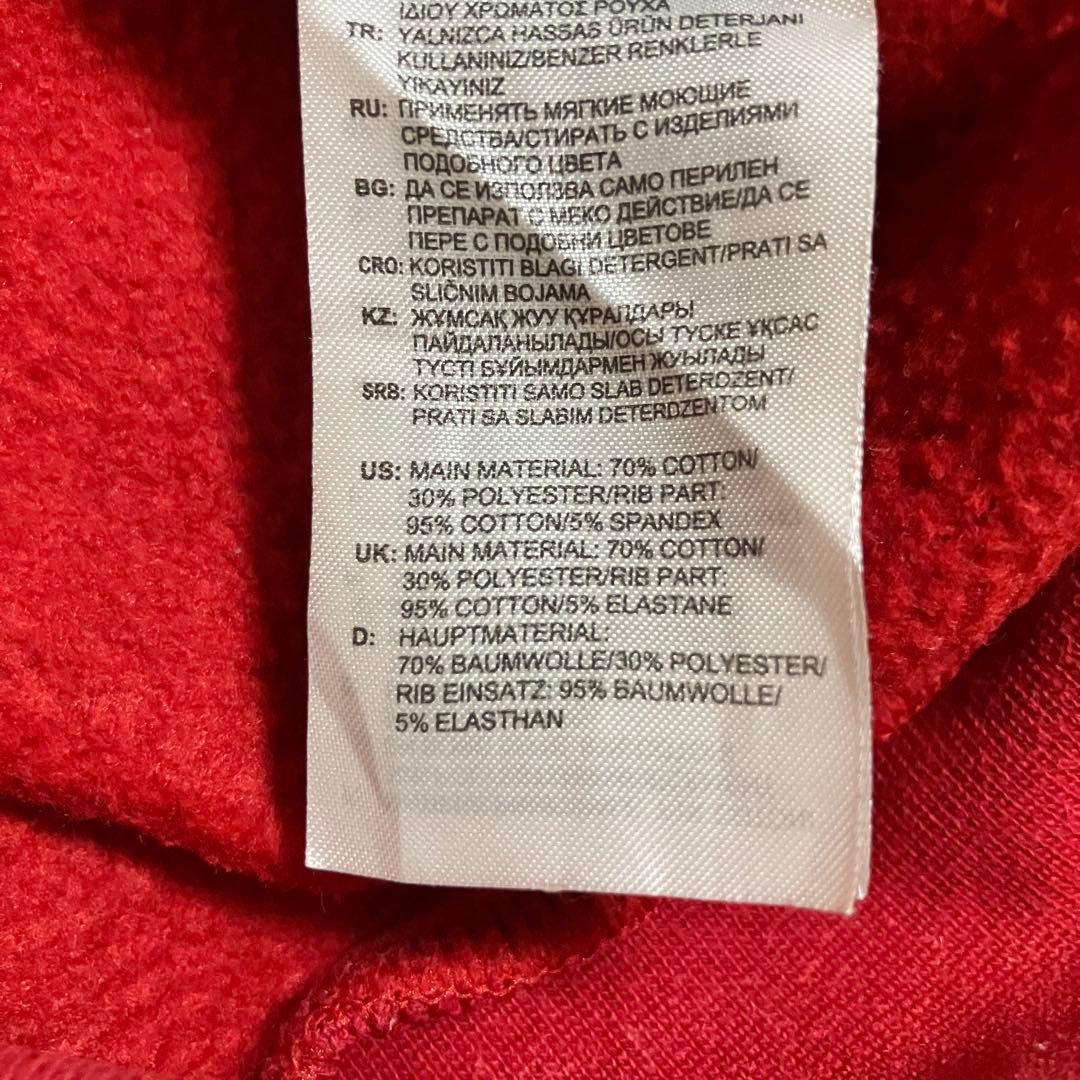 ΙΔΙΟΥ ΧΡΩΜΑΤΟΣ ΡΟΥΧΑ
TR: YALNIZCA HASSAS ÜRÜN DETERJANI
KULLANINIZ/BENZER RENKLERLE
YIKAYINIZ
RU: ПРИМЕНЯТЬ МЯГКИЕ МОЮЩИЕ
СРЕДСТВА/СТИРАТЬ С ИЗДЕЛИЯМИ
ПОДОБНОГО ЦВЕТА
BG: ДА СЕ ИЗПОЛЗВА САМО ПЕРИЛЕН
ПРЕПАРАТ С МЕКО ДЕЙСТВИЕ/ДА СЕ
ПЕРЕ С ПОДОБНИ ЦВЕТОВЕ
CRO: KORISTITI BLAGI DETERGENT/PRATI SA
SLIČNIM BOJAMA
KZ: ЖҰМСАҚ ЖУУ ҚҰРАЛДАРЫ
ПАЙДАЛАНЫЛАДЫ/ОСЫ ТҮСКЕ ҰҚСАС
ТҮСТІ БҰЙЫМДАРМЕН ЖУЫЛАДЫ
SRB: KORISTITI SAMO SLAB DETERDZENT/
PRATI SA SLABIM DETERDZENTOM
US: MAIN MATERIAL: 70% COTTON/
30% POLYESTER/RIB PART:
95% COTTON/5% SPANDEX
UK: MAIN MATERIAL: 70% COTTON/
30% POLYESTER/RIB PART:
95% COTTON/5% ELASTANE
D: HAUPTMATERIAL:
70% BAUMWOLLE/30% POLYESTER/
RIB EINSATZ: 95% BAUMWOLLE/
5% ELASTHAN